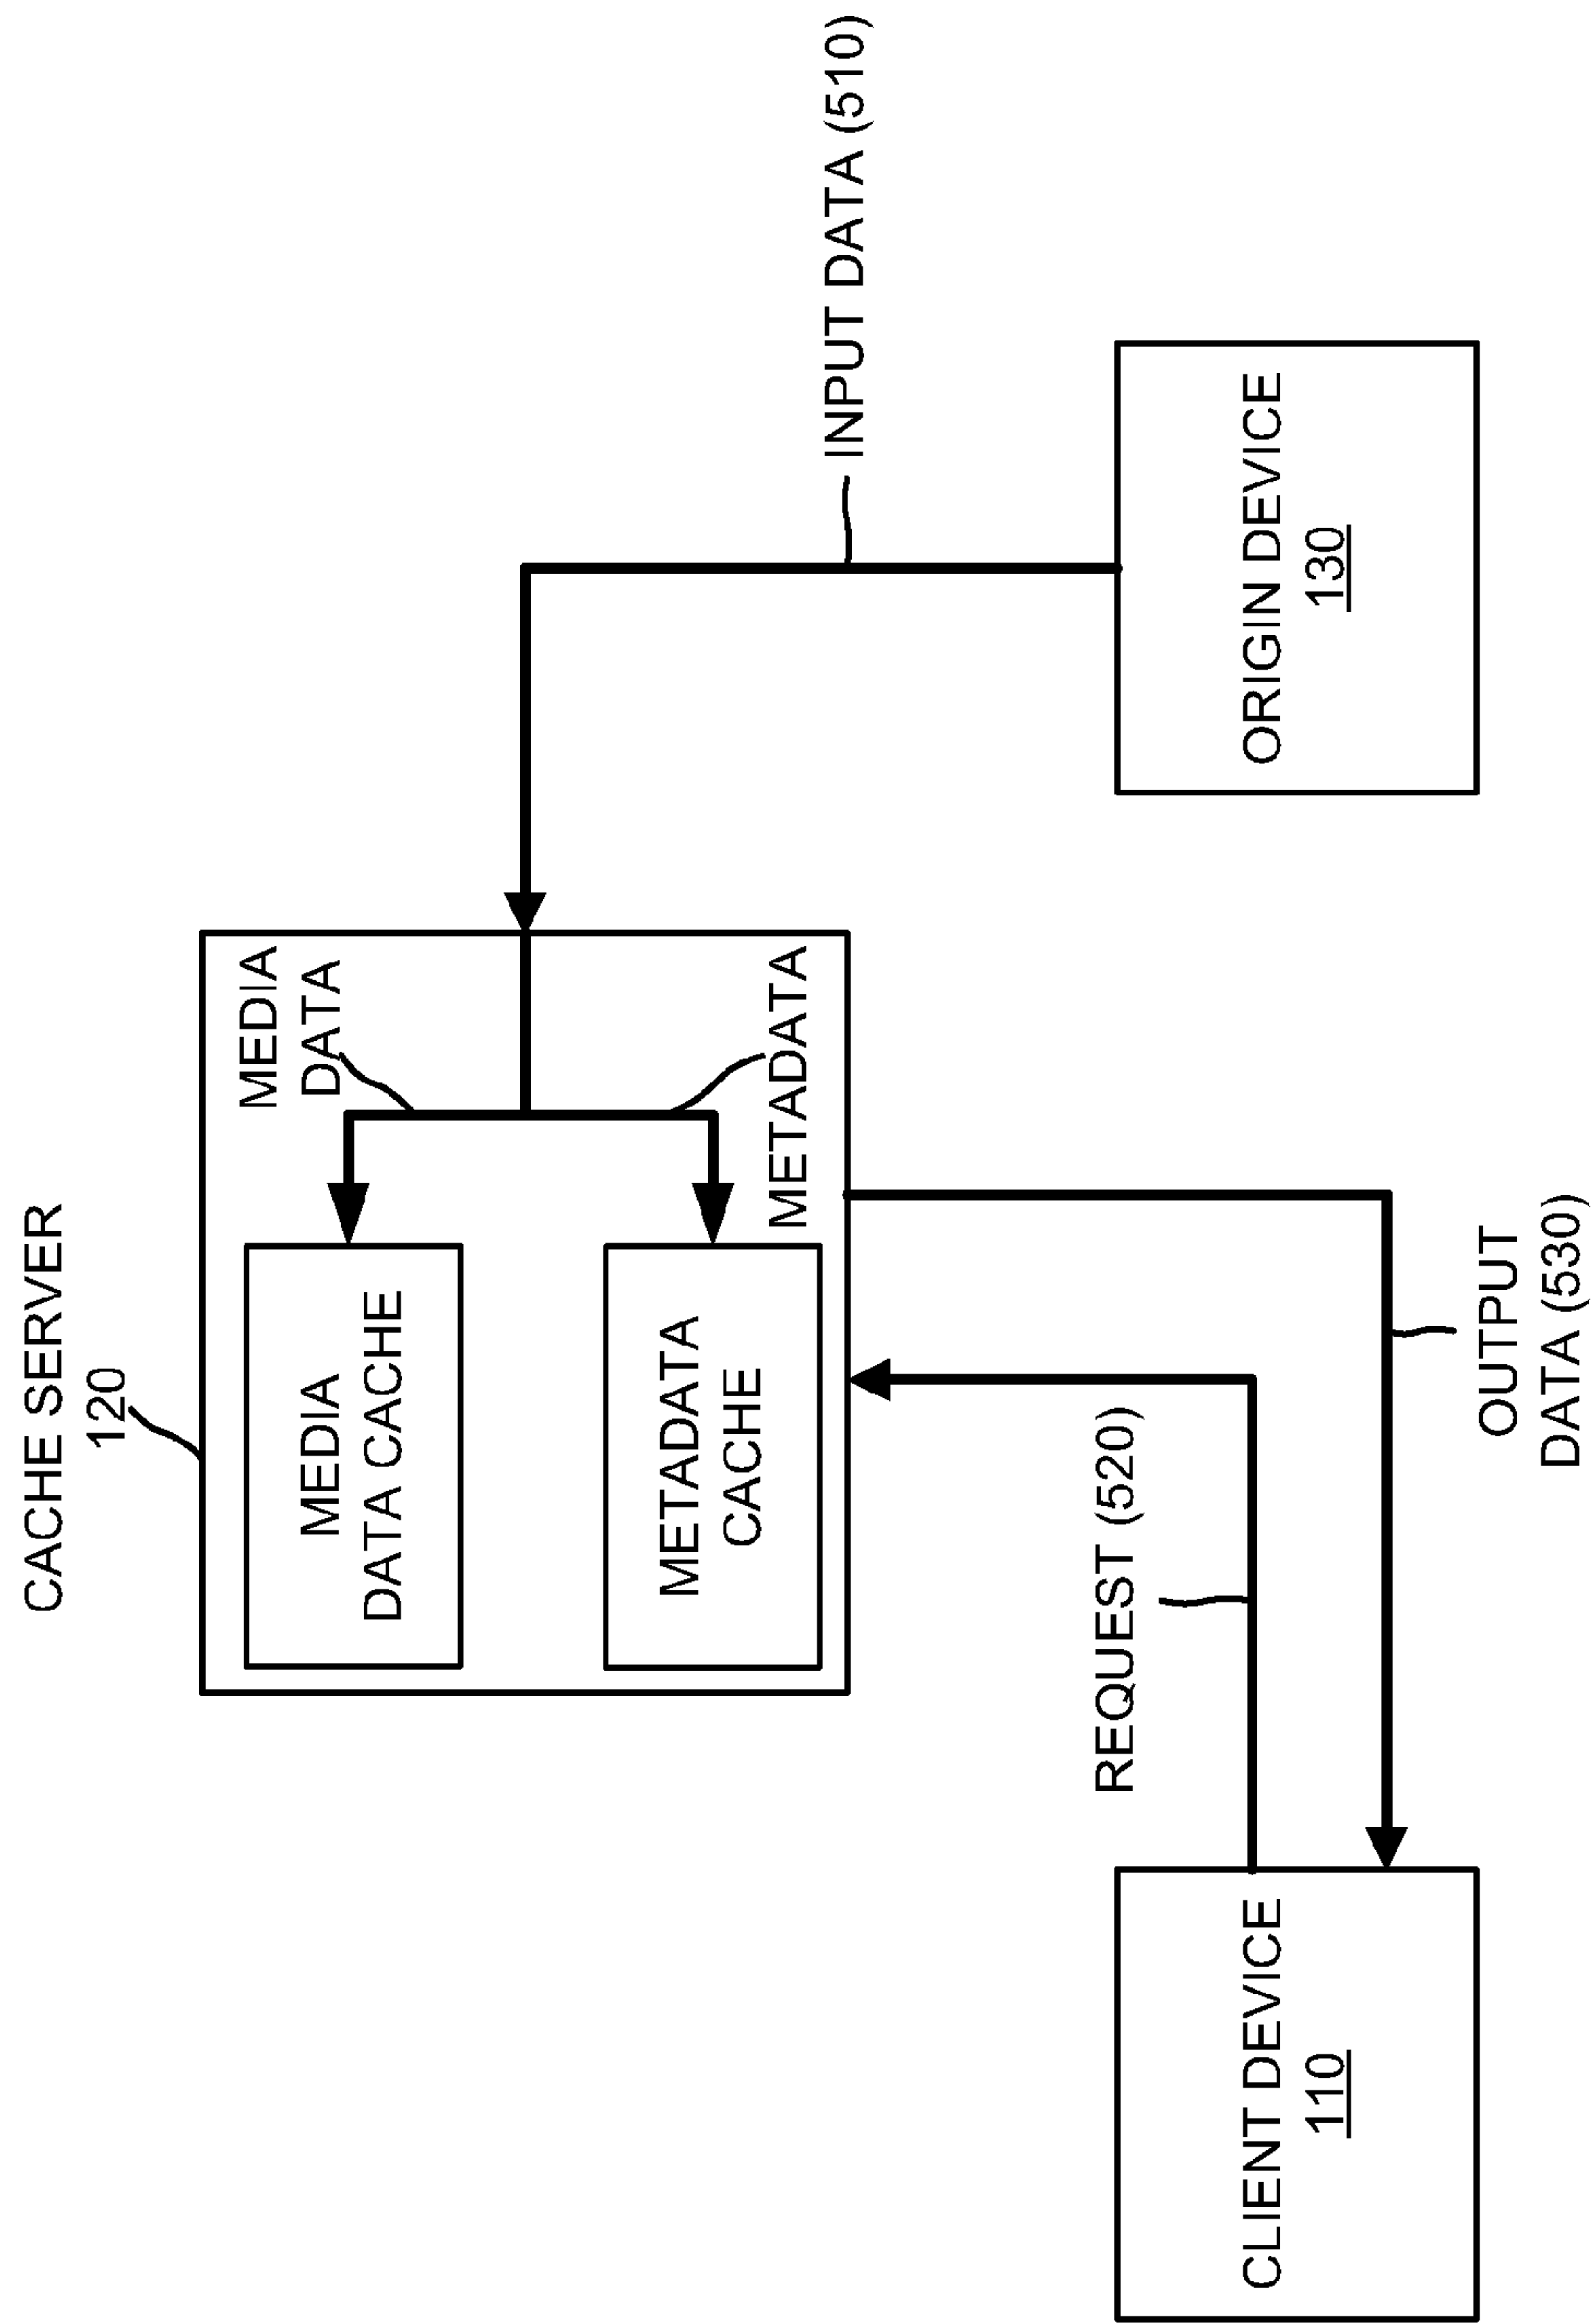 CACHE SERVER
120
MEDIA
DATA
MEDIA
DATA CACHE
METADATA
CACHE
METADATA
INPUT DATA (510)
REQUEST (520)
CLIENT DEVICE
110
ORIGIN DEVICE
130
OUTPUT
DATA (530)